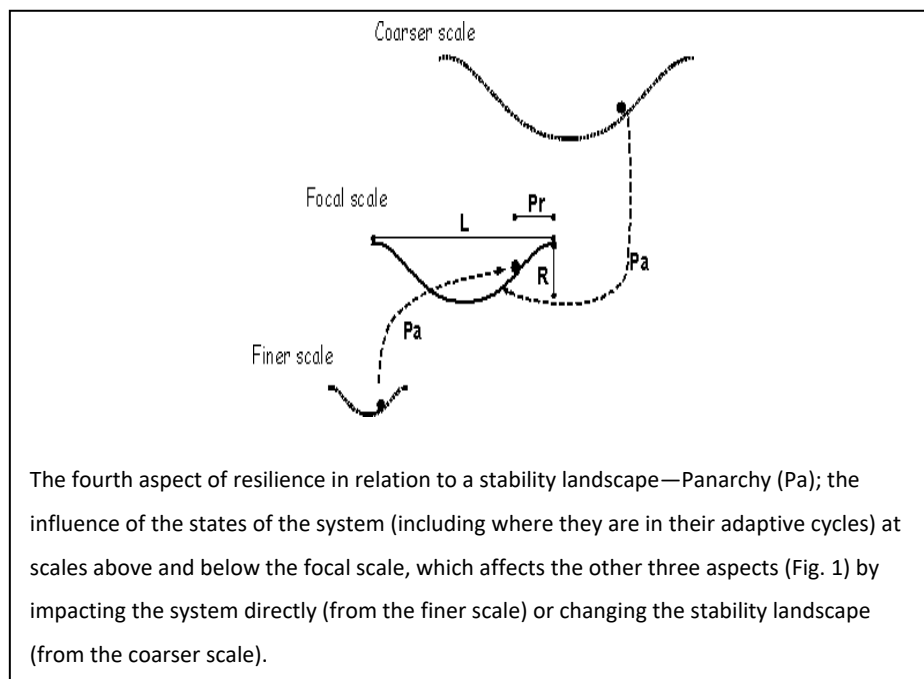 Coarser scale
Focal scale
Pr
L
R
Pa
Pa
Finer scale
The fourth aspect of resilience in relation to a stability landscape—Panarchy (Pa); the
influence of the states of the system (including where they are in their adaptive cycles) at
scales above and below the focal scale, which affects the other three aspects (Fig. 1) by
impacting the system directly (from the finer scale) or changing the stability landscape
(from the coarser scale).